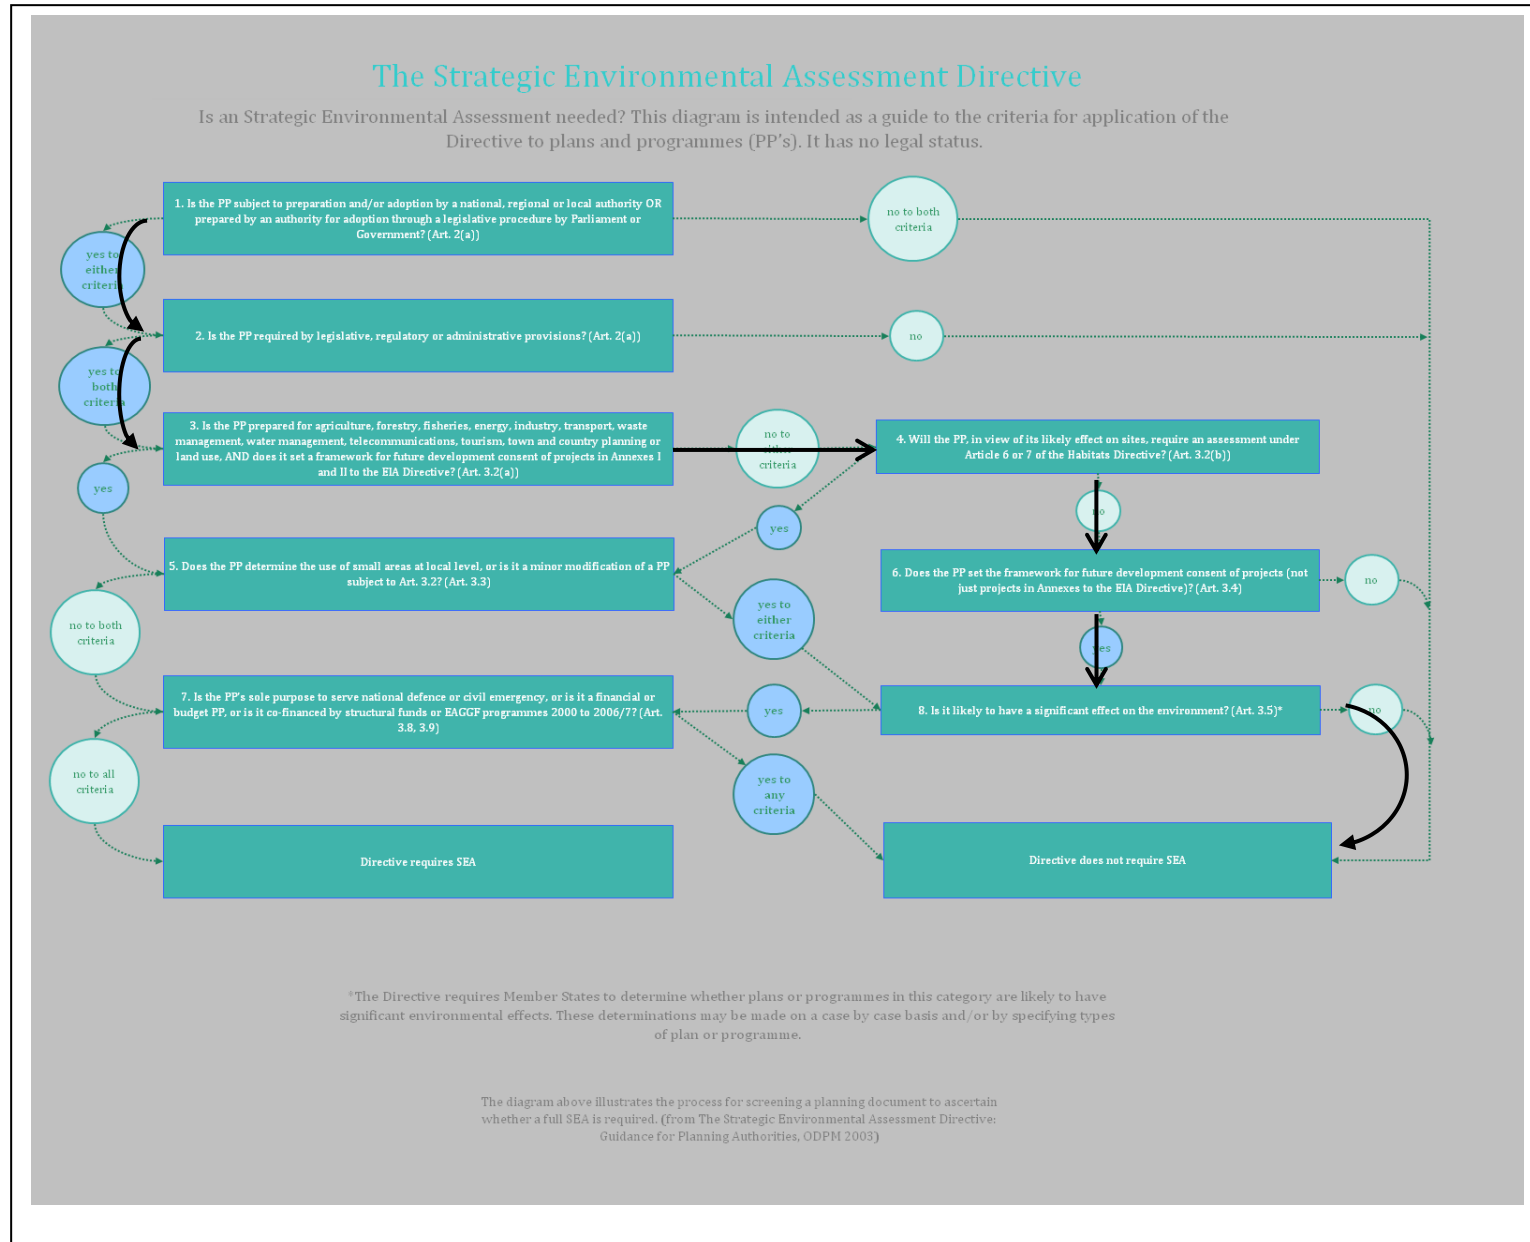 The Strategic Environmental Assessment Directive
Is an Strategic Environmental Assessment needed? This diagram is intended as a guide to the criteria for application of the
Directive to plans and programmes (PP's). It has no legal status.
1. Is the PP subject to preparation and/or adoption by a national, regional or local authority OR
prepared by an authority for adoption through a legislative procedure by Parliament or
Government? (Art. 2(a))
no to both
criteria
yes to
either
criteria
2. Is the PP required by legislative, regulatory or administrative provisions? (Art. 2(a))
no
yes to
both
criteria
3. Is the PP prepared for agriculture, forestry, fisheries, energy, industry, transport, waste
management, water management, telecommunications, tourism, town and country planning or
land use, AND does it set a framework for future development consent of projects in Annexes I
and II to the EIA Directive? (Art. 3.2(a))
no to
either
criteria
4. Will the PP, in view of its likely effect on sites, require an assessment under
Article 6 or 7 of the Habitats Directive? (Art. 3.2(b))
yes
no
yes
5. Does the PP determine the use of small areas at local level, or is it a minor modification of a PP
subject to Art. 3.2? (Art. 3.3)
6. Does the PP set the framework for future development consent of projects (not
just projects in Annexes to the EIA Directive)? (Art. 3.4)
no
no to both
criteria
yes to
either
criteria
yes
7. Is the PP's sole purpose to serve national defence or civil emergency, or is it a financial or
budget PP, or is it co-financed by structural funds or EAGGF programmes 2000 to 2006/7? (Art.
3.8, 3.9)
yes
8. Is it likely to have a significant effect on the environment? (Art. 3.5)*
no
no to all
criteria
yes to
any
criteria
Directive requires SEA
Directive does not require SEA
*The Directive requires Member States to determine whether plans or programmes in this category are likely to have
significant environmental effects. These determinations may be made on a case by case basis and/or by specifying types
of plan or programme.
The diagram above illustrates the process for screening a planning document to ascertain
whether a full SEA is required. (from The Strategic Environmental Assessment Directive:
Guidance for Planning Authorities, ODPM 2003)